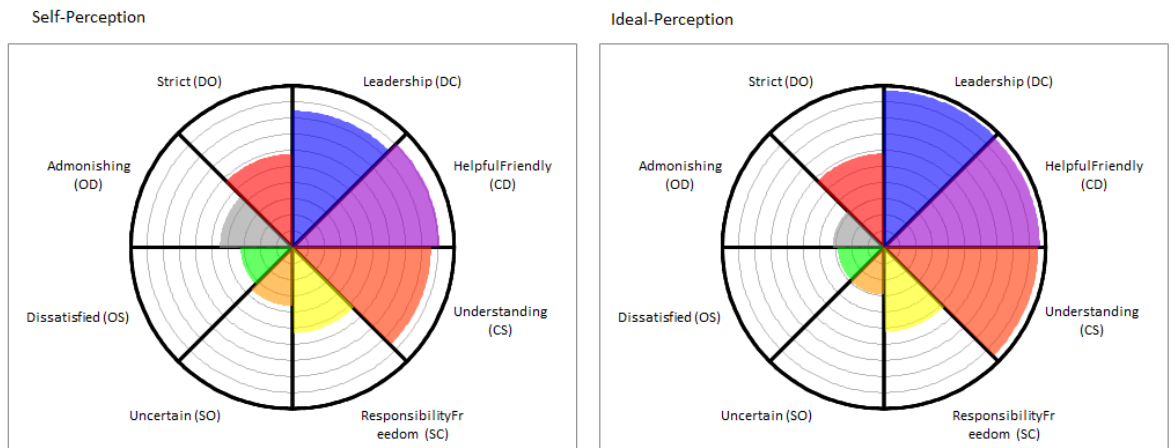 Self-Perception
Strict (DO)
Leadership (DC)
Admonishing
(OD)
HelpfulFriendly
(CD)
Dissatisfied (OS)
Understanding
(CS)
Uncertain (SO)
ResponsibilityFr
eedom (SC)
Ideal-Perception
Strict (DO)
Leadership (DC)
Admonishing
(OD)
HelpfulFriendly
(CD)
Dissatisfied (OS)
Understanding
(CS)
Uncertain (SO)
ResponsibilityFr
eedom (SC)